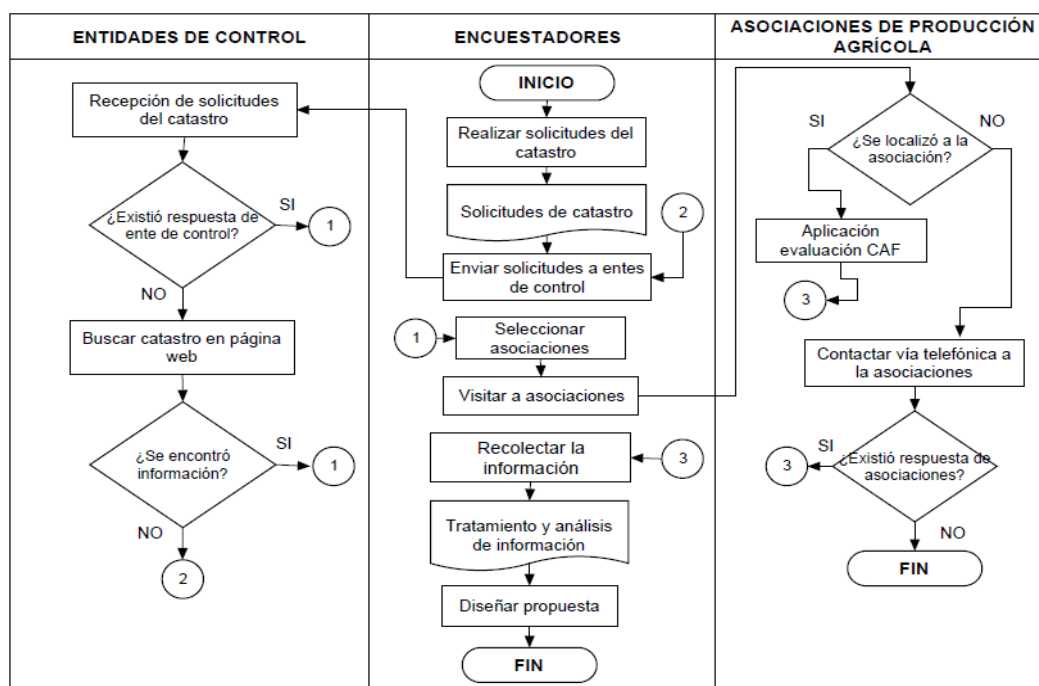 ENTIDADES DE CONTROL
ENCUESTADORES
ASOCIACIONES DE PRODUCCIÓN
AGRÍCOLA
Recepción de solicitudes
del catastro
¿Existió respuesta de
ente de control?
SI
1
NO
Buscar catastro en página
web
¿Se encontró
información?
SI
1
NO
2
INICIO
Realizar solicitudes del
catastro
Solicitudes de catastro
2
Enviar solicitudes a entes
de control
1
Seleccionar
asociaciones
Visitar a asociaciones
Recolectar la
información
3
Tratamiento y análisis
de información
Diseñar propuesta
FIN
SI
NO
¿Se localizó a la
asociación?
Aplicación
evaluación CAF
3
Contactar vía telefónica a
la asociaciones
SI
3
¿Existió respuesta de
asociaciones?
NO
FIN